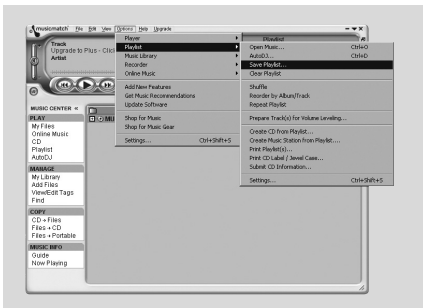 musicmatch File Edit View Options Help Upgrade
Track
Upgrade to Plus - Clic
Artist
Player
Playlist
Music Library
Recorder
Online Music
Add New Features
Get Music Recommendations
Update Software
Shop for Music
Shop for Music Gear
Settings... Ctrl+Shift+S
Playlist
Open Music... Ctrl+O
AutoDJ... Ctrl+D
Save Playlist...
Clear Playlist
Shuffle
Reorder by Album/Track
Repeat Playlist
Prepare Track(s) for Volume Leveling...
Create CD from Playlist...
Create Music Station from Playlist....
Print Playlist(s)...
Print CD Label / Jewel Case...
Submit CD Information...
Settings... Ctrl+Shift+S
MUSIC CENTER «
PLAY
My Files
Online Music
CD
Playlist
AutoDJ
MANAGE
My Library
Add Files
View/Edit Tags
Find
COPY
CD → Files
Files → CD
Files → Portable
MUSIC INFO
Guide
Now Playing